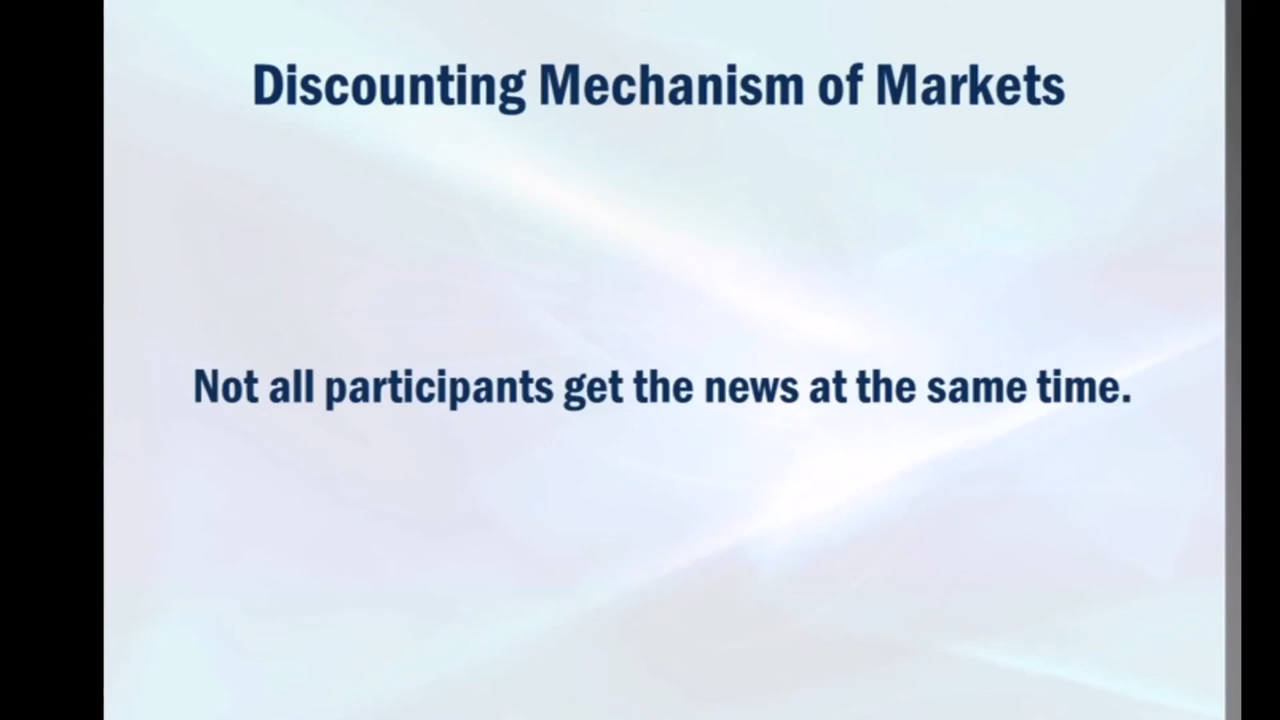 Discounting Mechanism of Markets
Not all participants get the news at the same time.